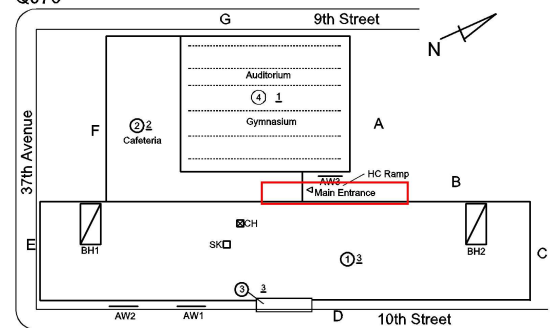 G 9th Street
N
Auditorium
④ 1
A
② 2
F
Cafeteria
Gymnasium
37th Avenue
HC Ramp
AW3
Main Entrance
B
CH
E
BH1
SK
① 3
BH2
C
③ 3
AW2 AW1
D 10th Street